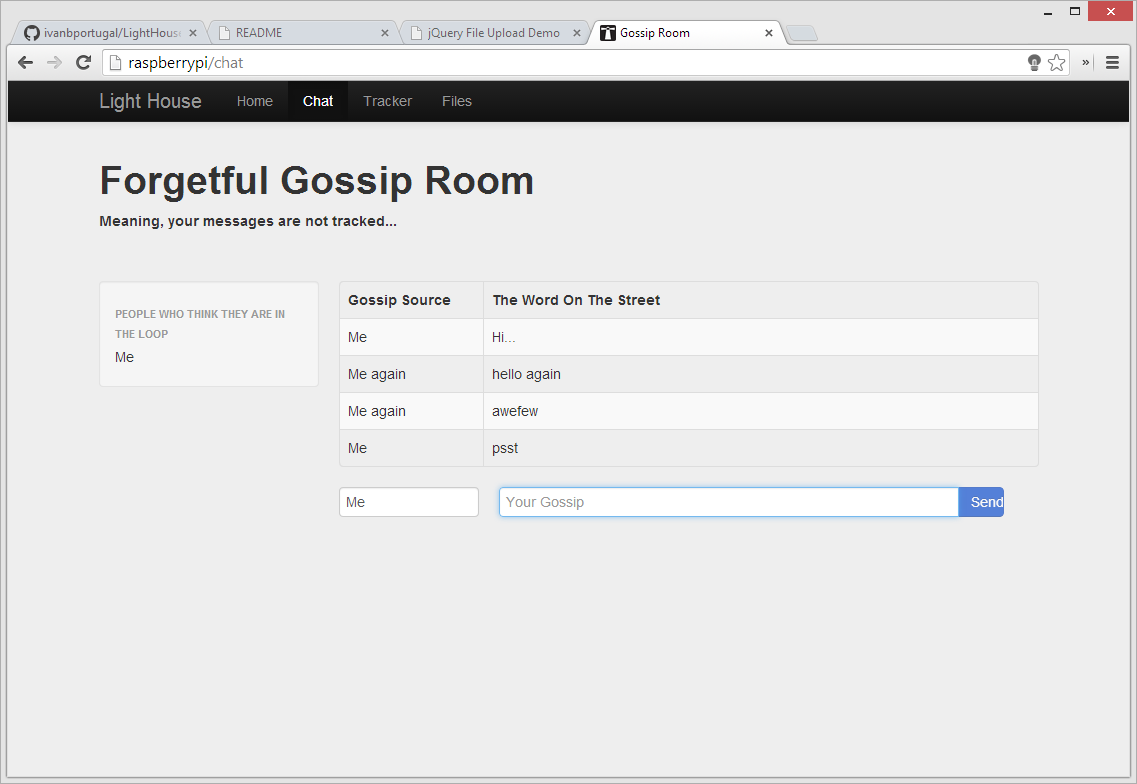 ivanbportugal/LightHous
README
jQuery File Upload Demo
Gossip Room
raspberrypi/chat
»
Light House Home Chat Tracker Files
Forgetful Gossip Room
Meaning, your messages are not tracked...
PEOPLE WHO THINK THEY ARE IN
THE LOOP
Me
Gossip Source The Word On The Street
Me Hi...
Me again hello again
Me again awefew
Me psst
Me Your Gossip Send